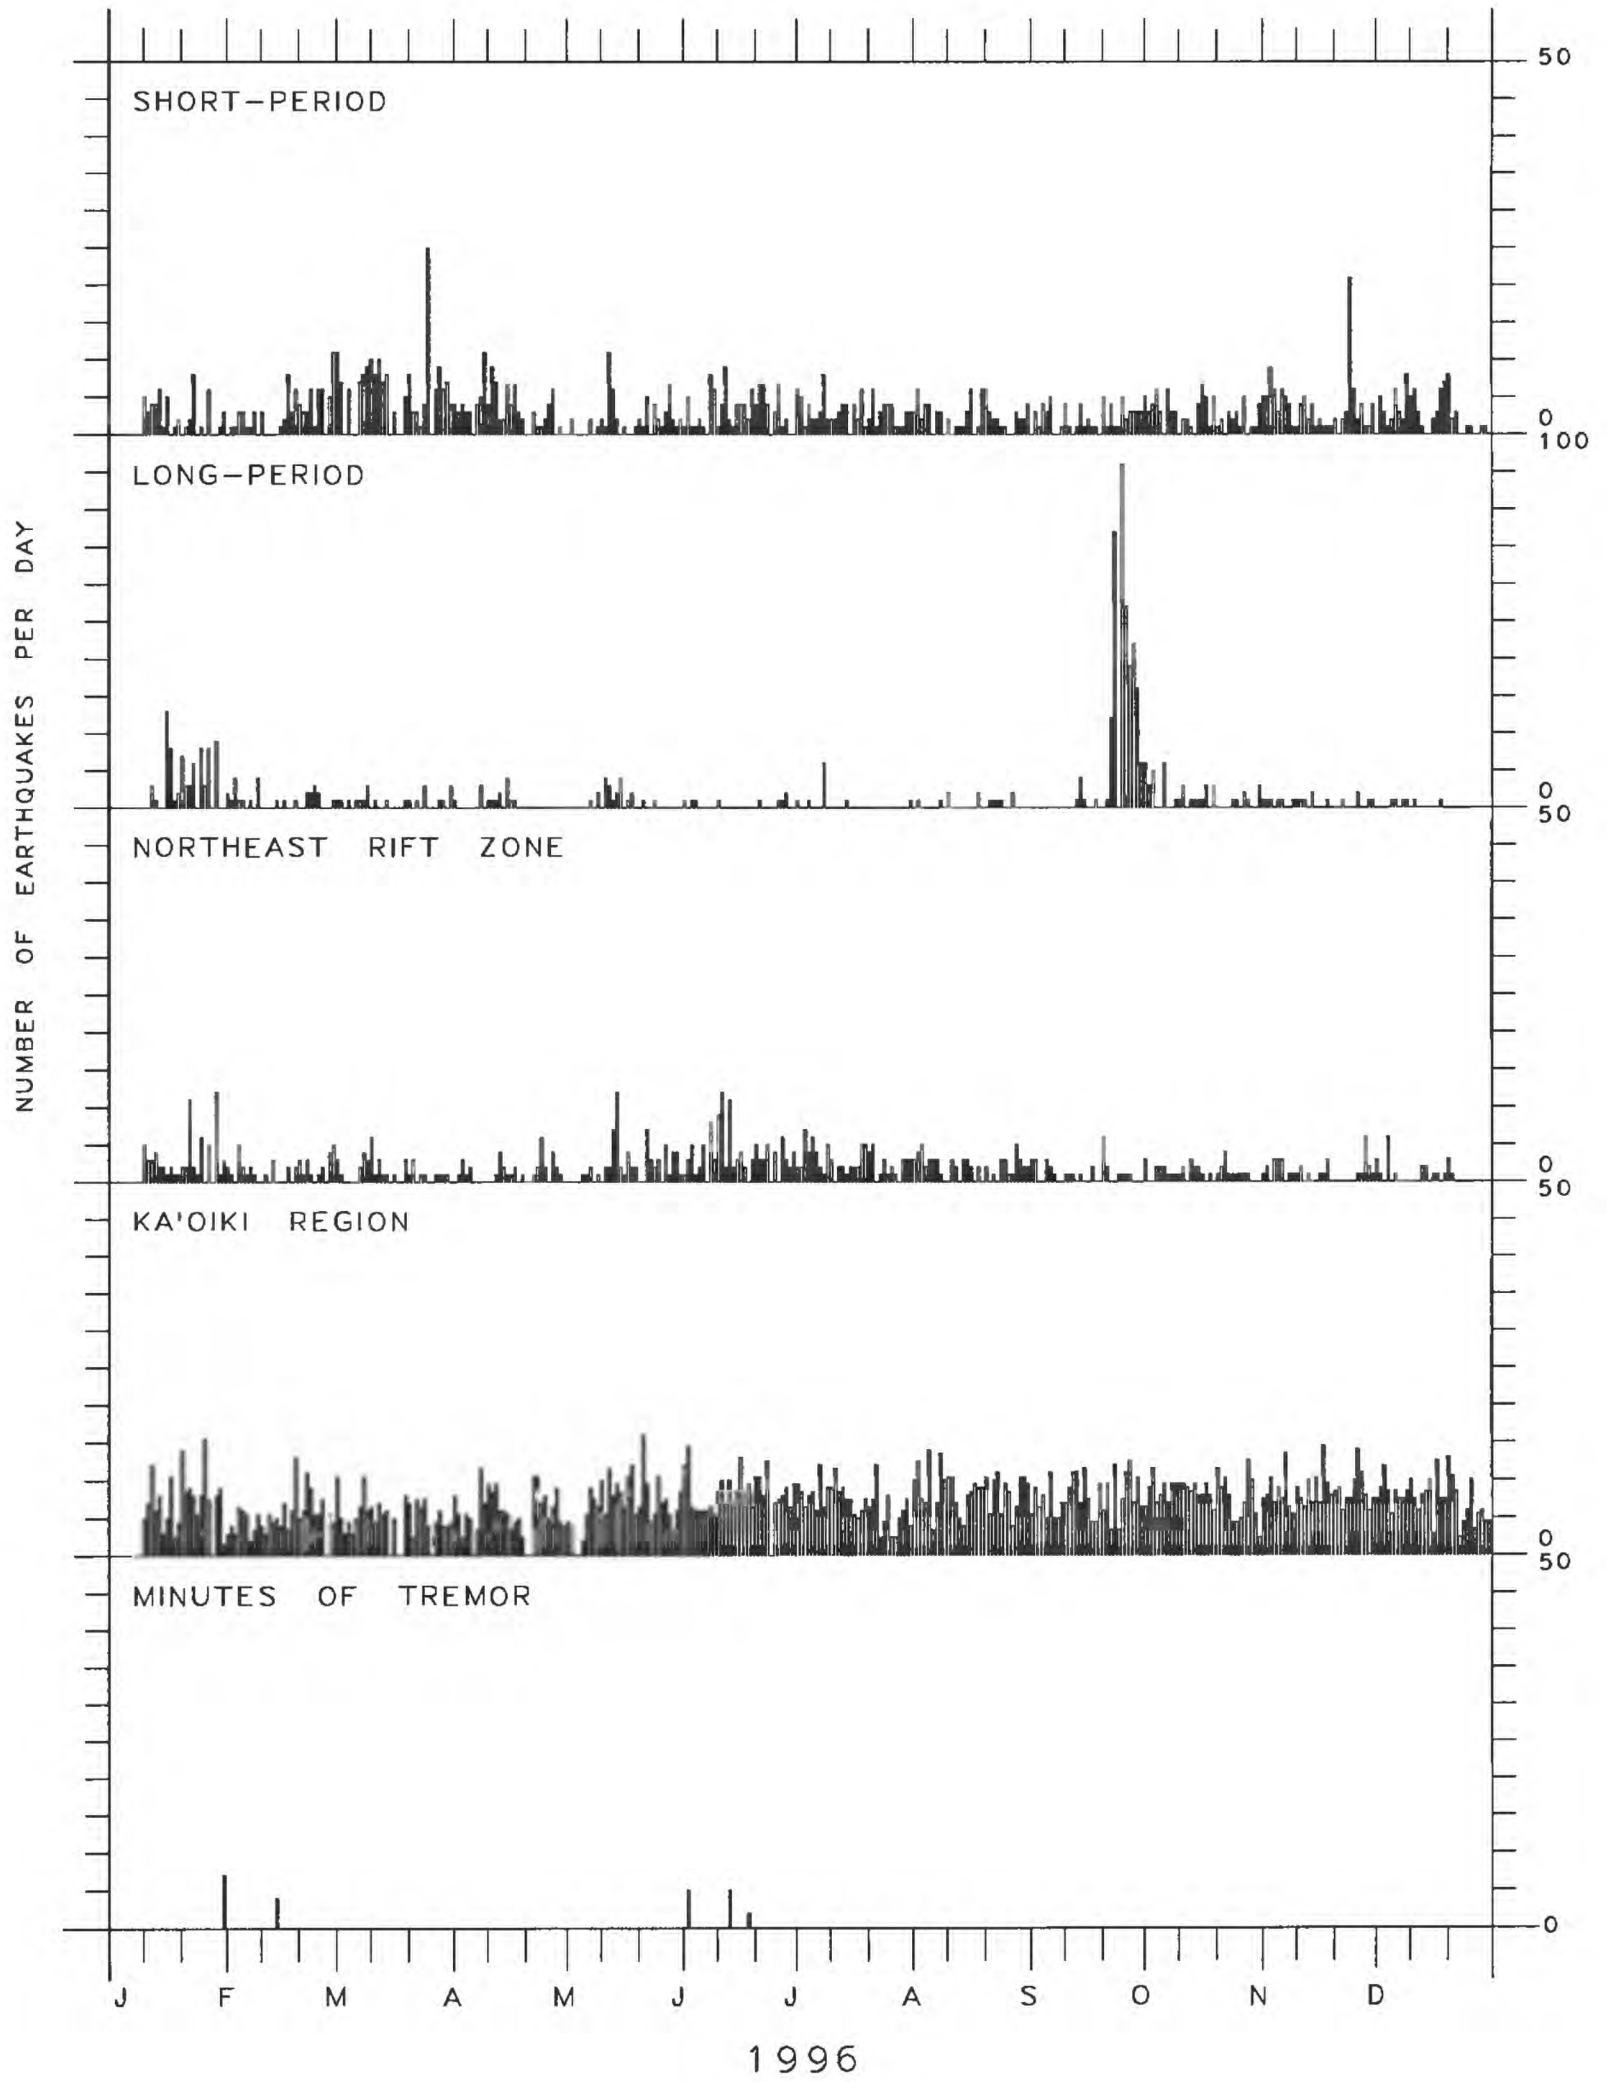 50
SHORT-PERIOD
0
100
LONG-PERIOD
0
50
NORTHEAST RIFT ZONE
0
50
KA'OIKI REGION
0
50
MINUTES OF TREMOR
0
NUMBER OF EARTHQUAKES PER DAY
J F M A M J J A S O N D
1996